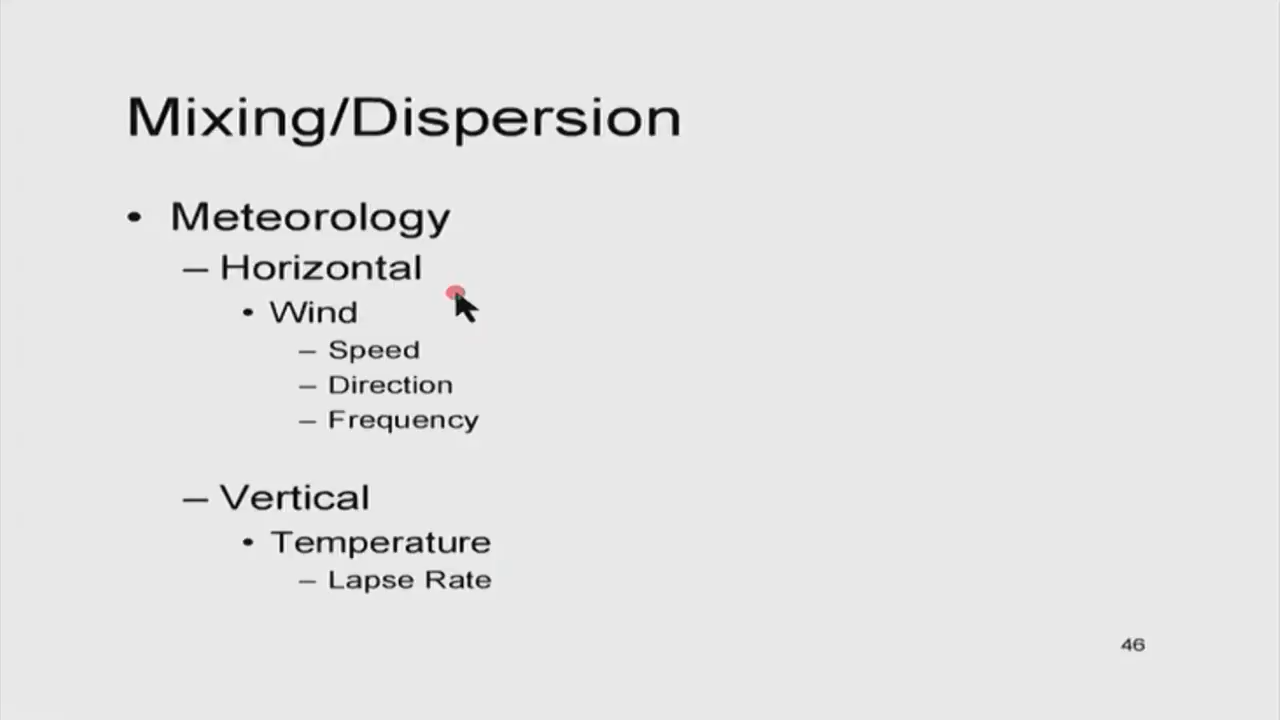 Mixing/Dispersion
• Meteorology
– Horizontal
• Wind
– Speed
– Direction
– Frequency
– Vertical
• Temperature
– Lapse Rate
46